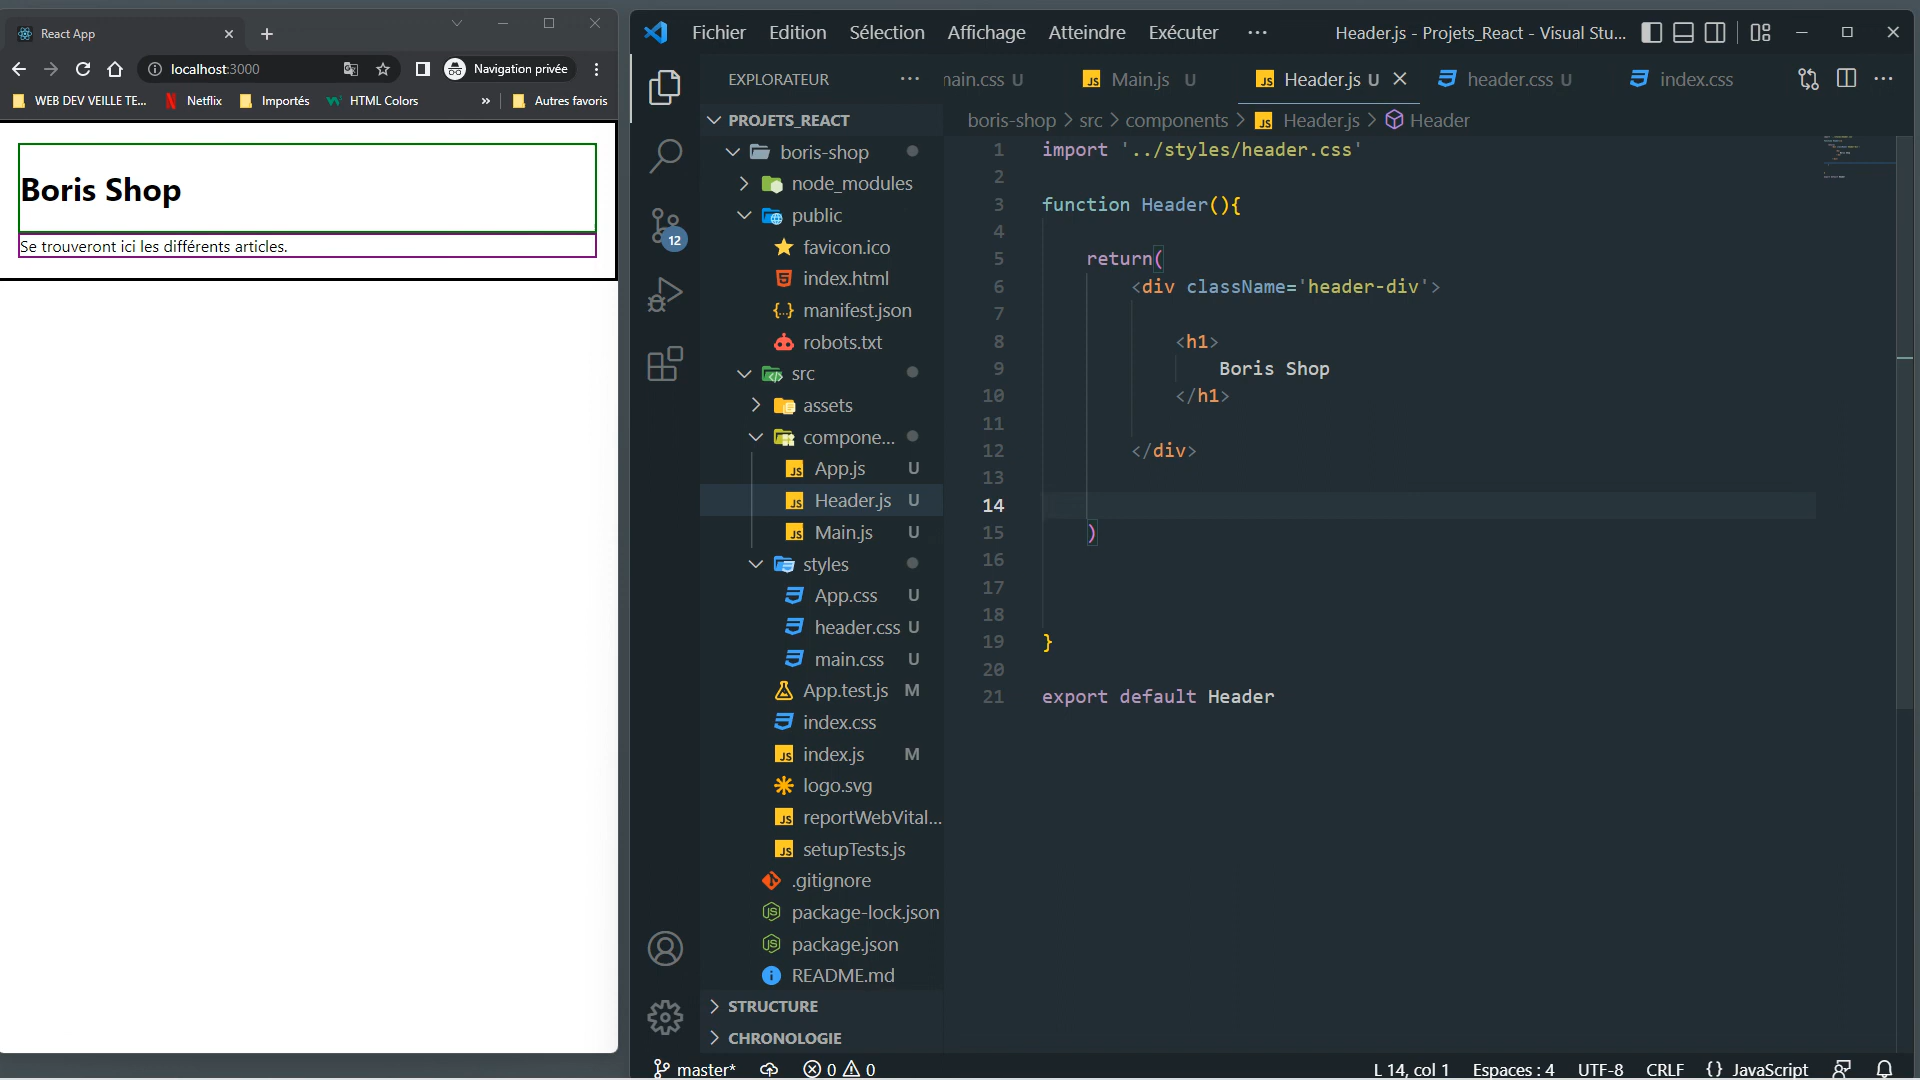 React App
localhost:3000
Navigation privée
WEB DEV VEILLE TE...
Netflix
Importés
HTML Colors
»
Autres favoris
Boris Shop
Se trouveront ici les différents articles.
Fichier
Edition
Sélection
Affichage
Atteindre
Exécuter
Header.js - Projets_React - Visual Stu...
EXPLORATEUR
PROJETS_REACT
boris-shop
node_modules
public
favicon.ico
index.html
manifest.json
robots.txt
src
assets
compone...
App.js U
Header.js U
Main.js U
styles
App.css U
header.css U
main.css U
App.test.js M
index.css
index.js M
logo.svg
reportWebVital...
setupTests.js
.gitignore
package-lock.json
package.json
README.md
STRUCTURE
CHRONOLOGIE
12
nain.css U
Main.js U
Header.js U
header.css U
index.css
boris-shop > src > components > Header.js > Header
1 import '../styles/header.css'
2
3 function Header(){
4
5 return(
6 <div className='header-div'>
7
8 <h1>
9 Boris Shop
10 </h1>
11
12 </div>
13
14
15 )
16
17
18
19 }
20
21 export default Header
master*
0 0
L 14, col 1
Espaces : 4
UTF-8
CRLF
{} JavaScript